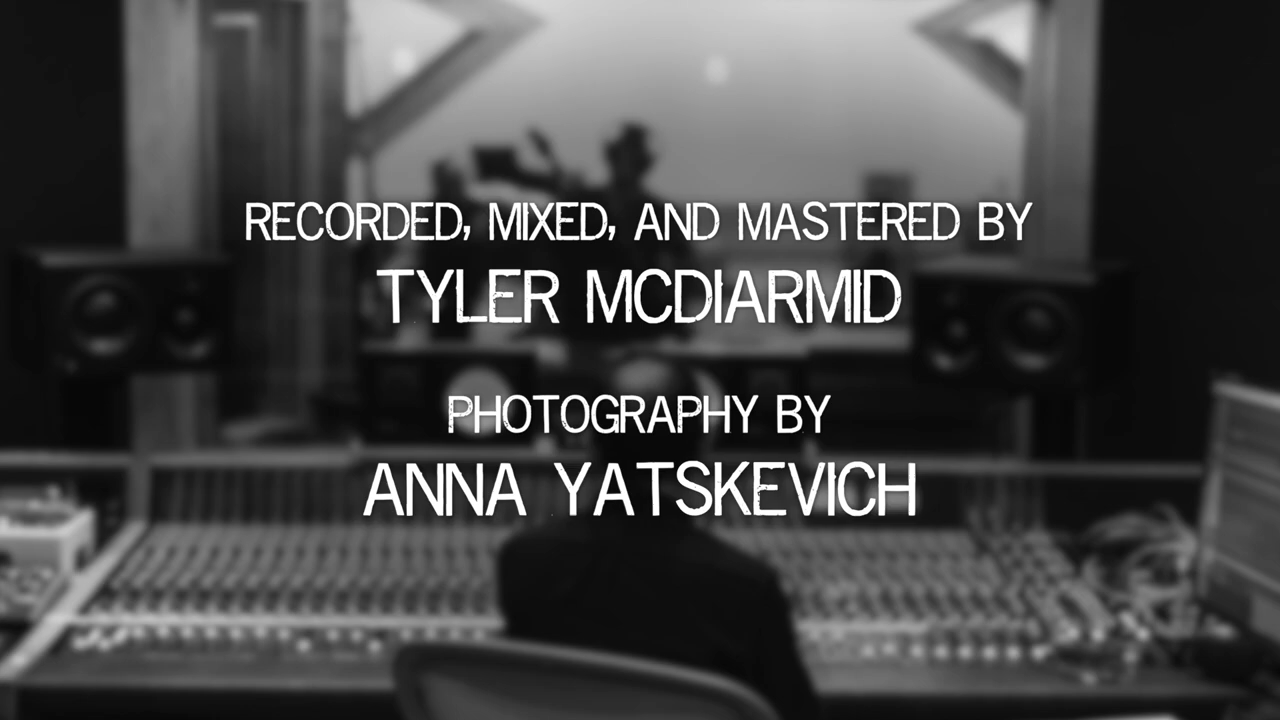 RECORDED, MIXED, AND MASTERED BY
TYLER MCDIARMID
PHOTOGRAPHY BY
ANNA YATSKEVICH